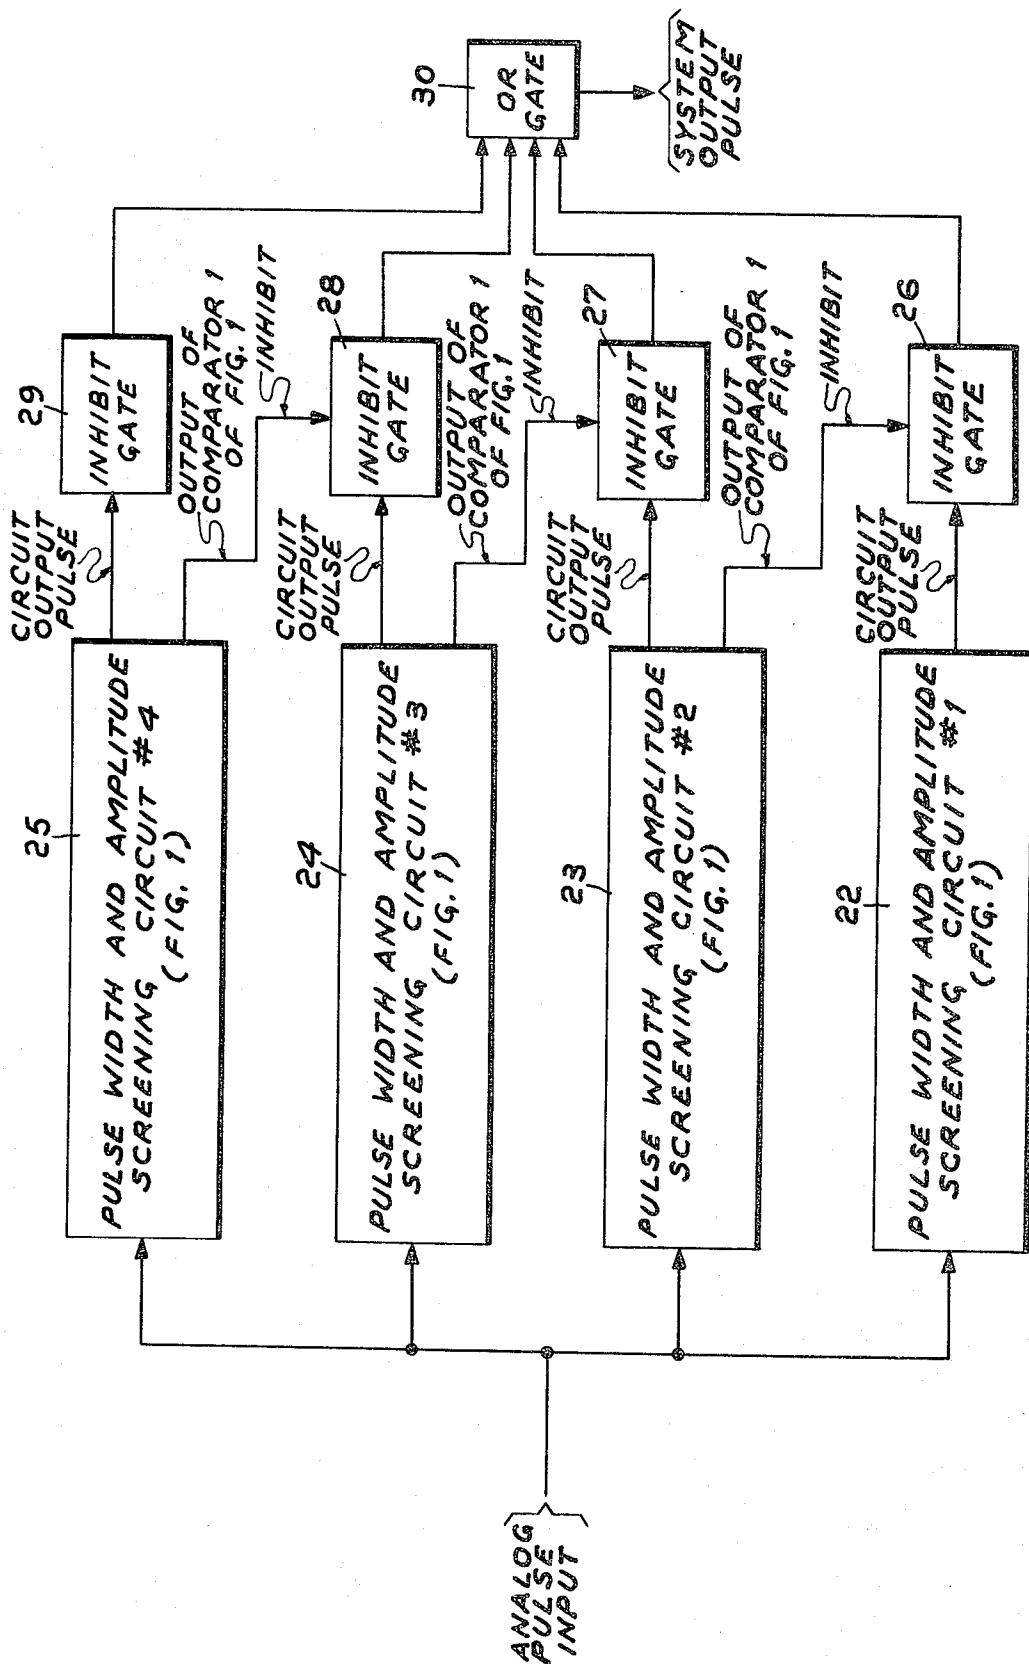 ANALOG
PULSE
INPUT
25
PULSE WIDTH AND AMPLITUDE
SCREENING CIRCUIT #4
(FIG. 1)
CIRCUIT
OUTPUT
PULSE
29
INHIBIT
GATE
OUTPUT OF
COMPARATOR 1
OF FIG. 1
INHIBIT
24
PULSE WIDTH AND AMPLITUDE
SCREENING CIRCUIT #3
(FIG. 1)
CIRCUIT
OUTPUT
PULSE
28
INHIBIT
GATE
OUTPUT OF
COMPARATOR 1
OF FIG. 1
INHIBIT
23
PULSE WIDTH AND AMPLITUDE
SCREENING CIRCUIT #2
(FIG. 1)
CIRCUIT
OUTPUT
PULSE
27
INHIBIT
GATE
OUTPUT OF
COMPARATOR 1
OF FIG. 1
INHIBIT
22
PULSE WIDTH AND AMPLITUDE
SCREENING CIRCUIT #1
(FIG. 1)
CIRCUIT
OUTPUT
PULSE
26
INHIBIT
GATE
30
OR
GATE
SYSTEM
OUTPUT
PULSE